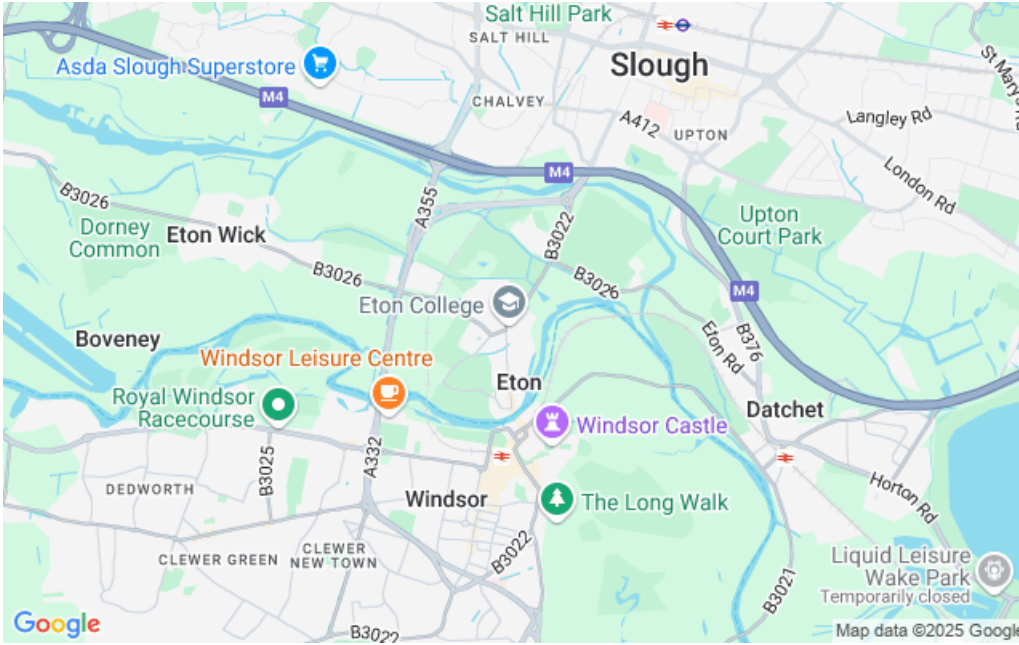 Salt Hill Park
SALT HILL
Slough
Asda Slough Superstore
M4
CHALVEY
A412
UPTON
Langley Rd
London Rd
M4
B3026
A355
B3022
Dorney
Common
Eton Wick
Upton
Court Park
B3026
B3026
M4
Eton College
Boveney
Windsor Leisure Centre
Eton Rd
B376
Royal Windsor
Racecourse
Eton
Datchet
Windsor Castle
A332
B3025
DEDWORTH
Windsor
The Long Walk
Horton Rd
CLEWER GREEN
CLEWER
NEW TOWN
B3022
B3021
Liquid Leisure
Wake Park
Temporarily closed
Google
B3022
Map data ©2025 Google